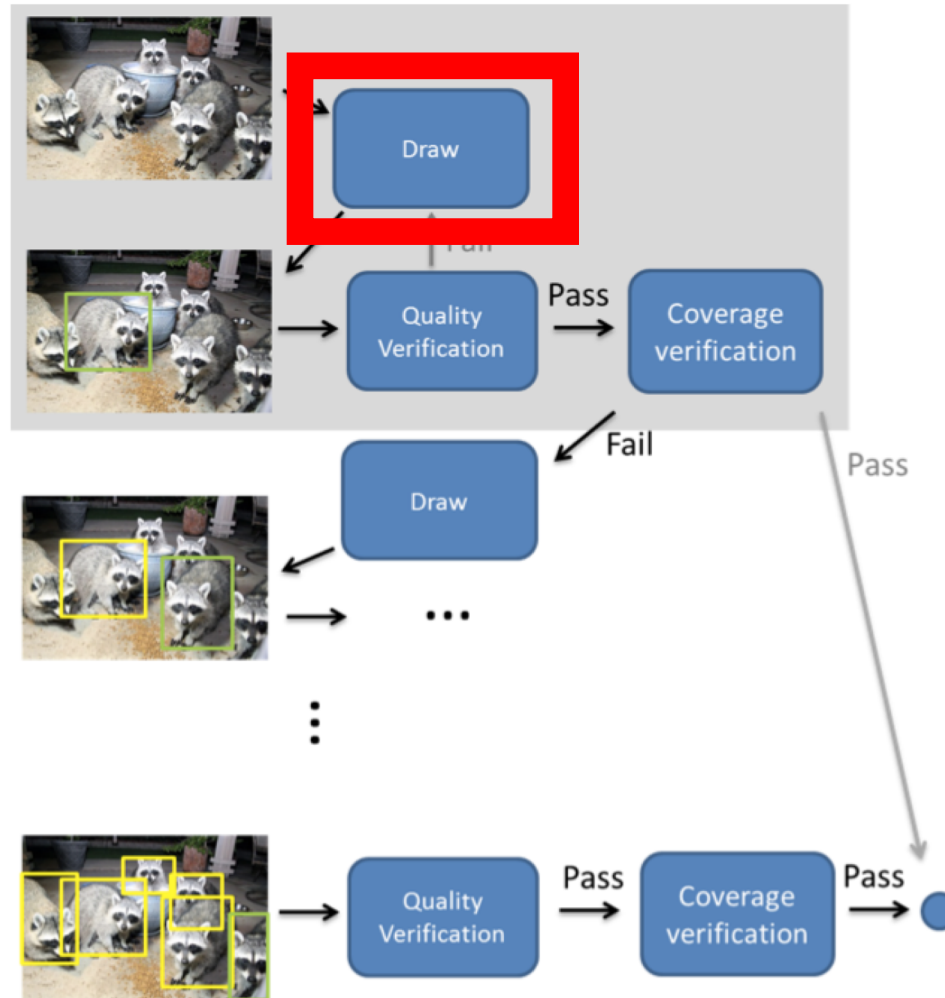 Draw
Quality
Verification
Pass
Coverage
verification
Fail
Pass
Draw
...
Quality
Verification
Pass
Coverage
verification
Pass